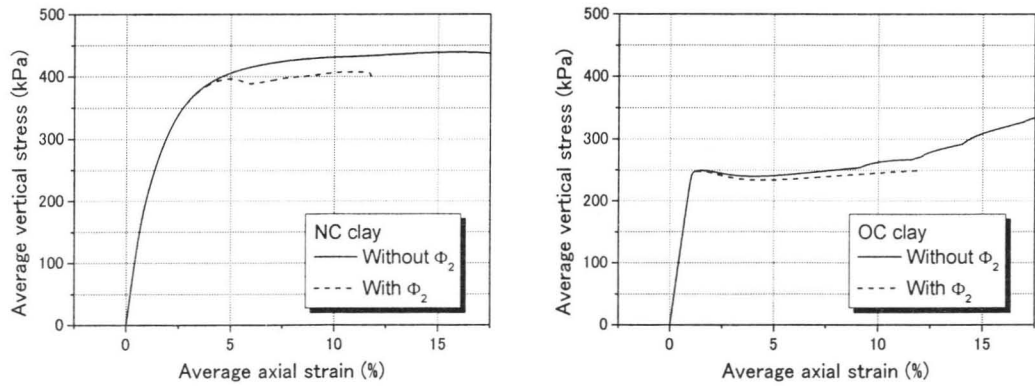 500
400
300
200
100
0
Average vertical stress (kPa)
NC clay
Without Φ₂
With Φ₂
0 5 10 15
Average axial strain (%)
500
400
300
200
100
0
Average vertical stress (kPa)
OC clay
Without Φ₂
With Φ₂
0 5 10 15
Average axial strain (%)